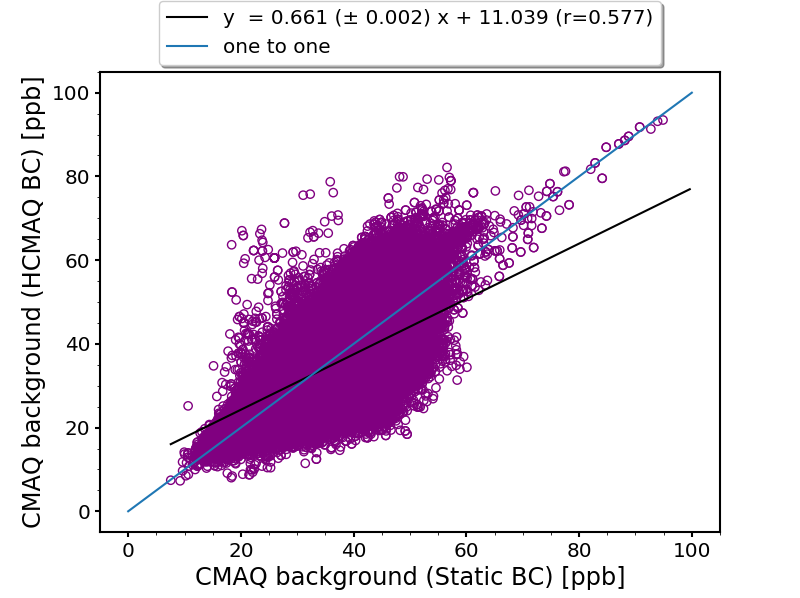 y = 0.661 (± 0.002) x + 11.039 (r=0.577)
one to one
100
80
60
40
20
0
CMAQ background (HCMAQ BC) [ppb]
0 20 40 60 80 100
CMAQ background (Static BC) [ppb]